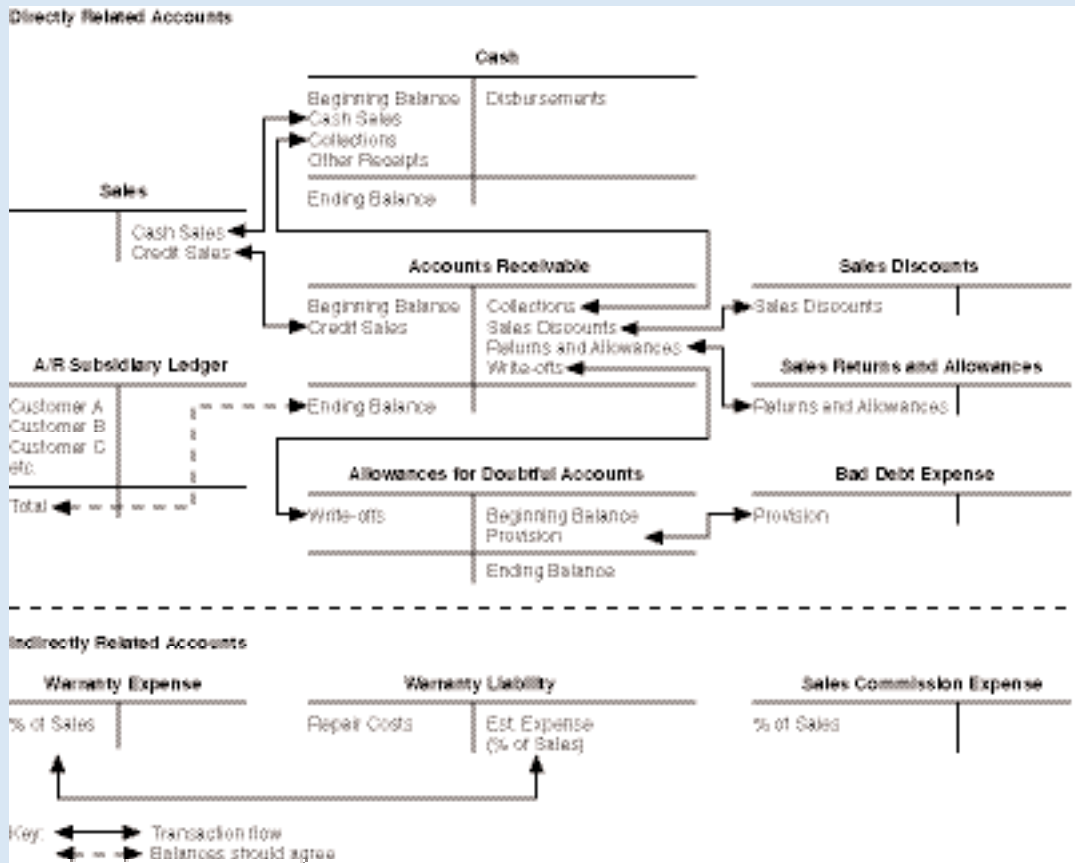 Directly Related Accounts
Cash
Beginning Balance
Disbursements
Cash Sales
Collections
Other Receipts
Ending Balance
Sales
Cash Sales
Credit Sales
Accounts Receivable
Beginning Balance
Credit Sales
Collections
Sales Discounts
Returns and Allowances
Write-offs
Ending Balance
Sales Discounts
Sales Discounts
A/R Subsidiary Ledger
Customer A
Customer B
Customer C
etc.
Total
Sales Returns and Allowances
Returns and Allowances
Allowances for Doubtful Accounts
Write-offs
Beginning Balance
Provision
Ending Balance
Bad Debt Expense
Provision
Indirectly Related Accounts
Warranty Expense
% of Sales
Warranty Liability
Repair Costs
Est. Expense
(% of Sales)
Sales Commission Expense
% of Sales
Key:
Transaction flow
Balances should agree